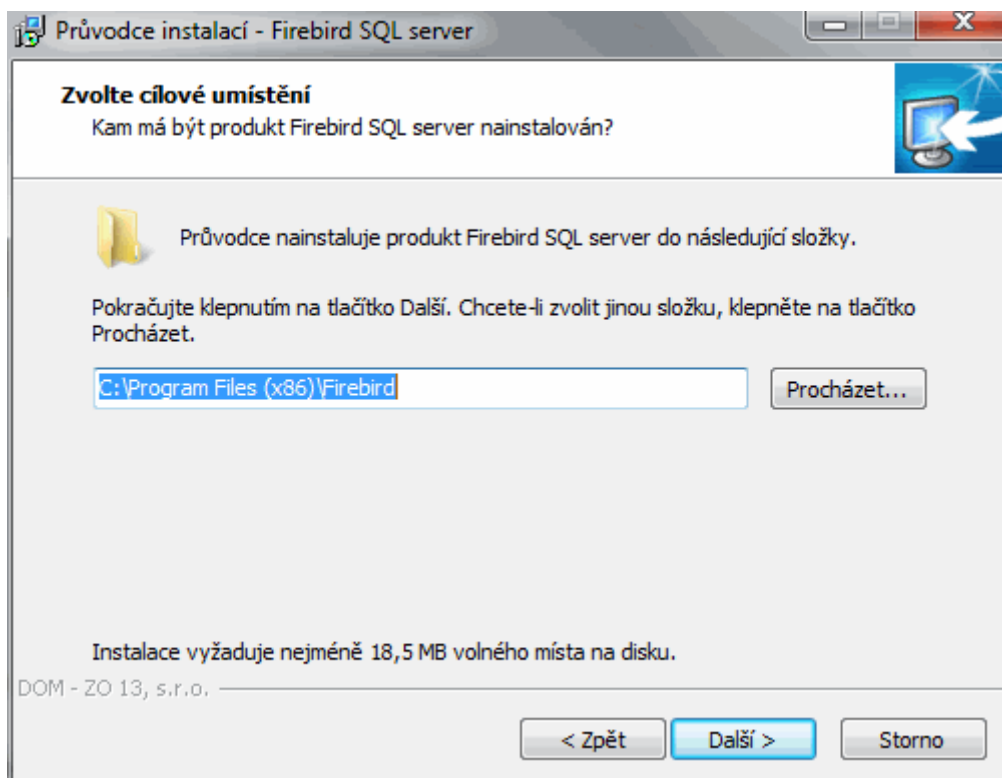 Průvodce instalací - Firebird SQL server
Zvolte cílové umístění
Kam má být produkt Firebird SQL server nainstalován?
Průvodce nainstaluje produkt Firebird SQL server do následující složky.
Pokračujte klepnutím na tlačítko Další. Chcete-li zvolit jinou složku, klepněte na tlačítko
Procházet.
C:\Program Files (x86)\Firebird
Procházet...
Instalace vyžaduje nejméně 18,5 MB volného místa na disku.
DOM - ZO 13, s.r.o.
< Zpět
Další >
Storno